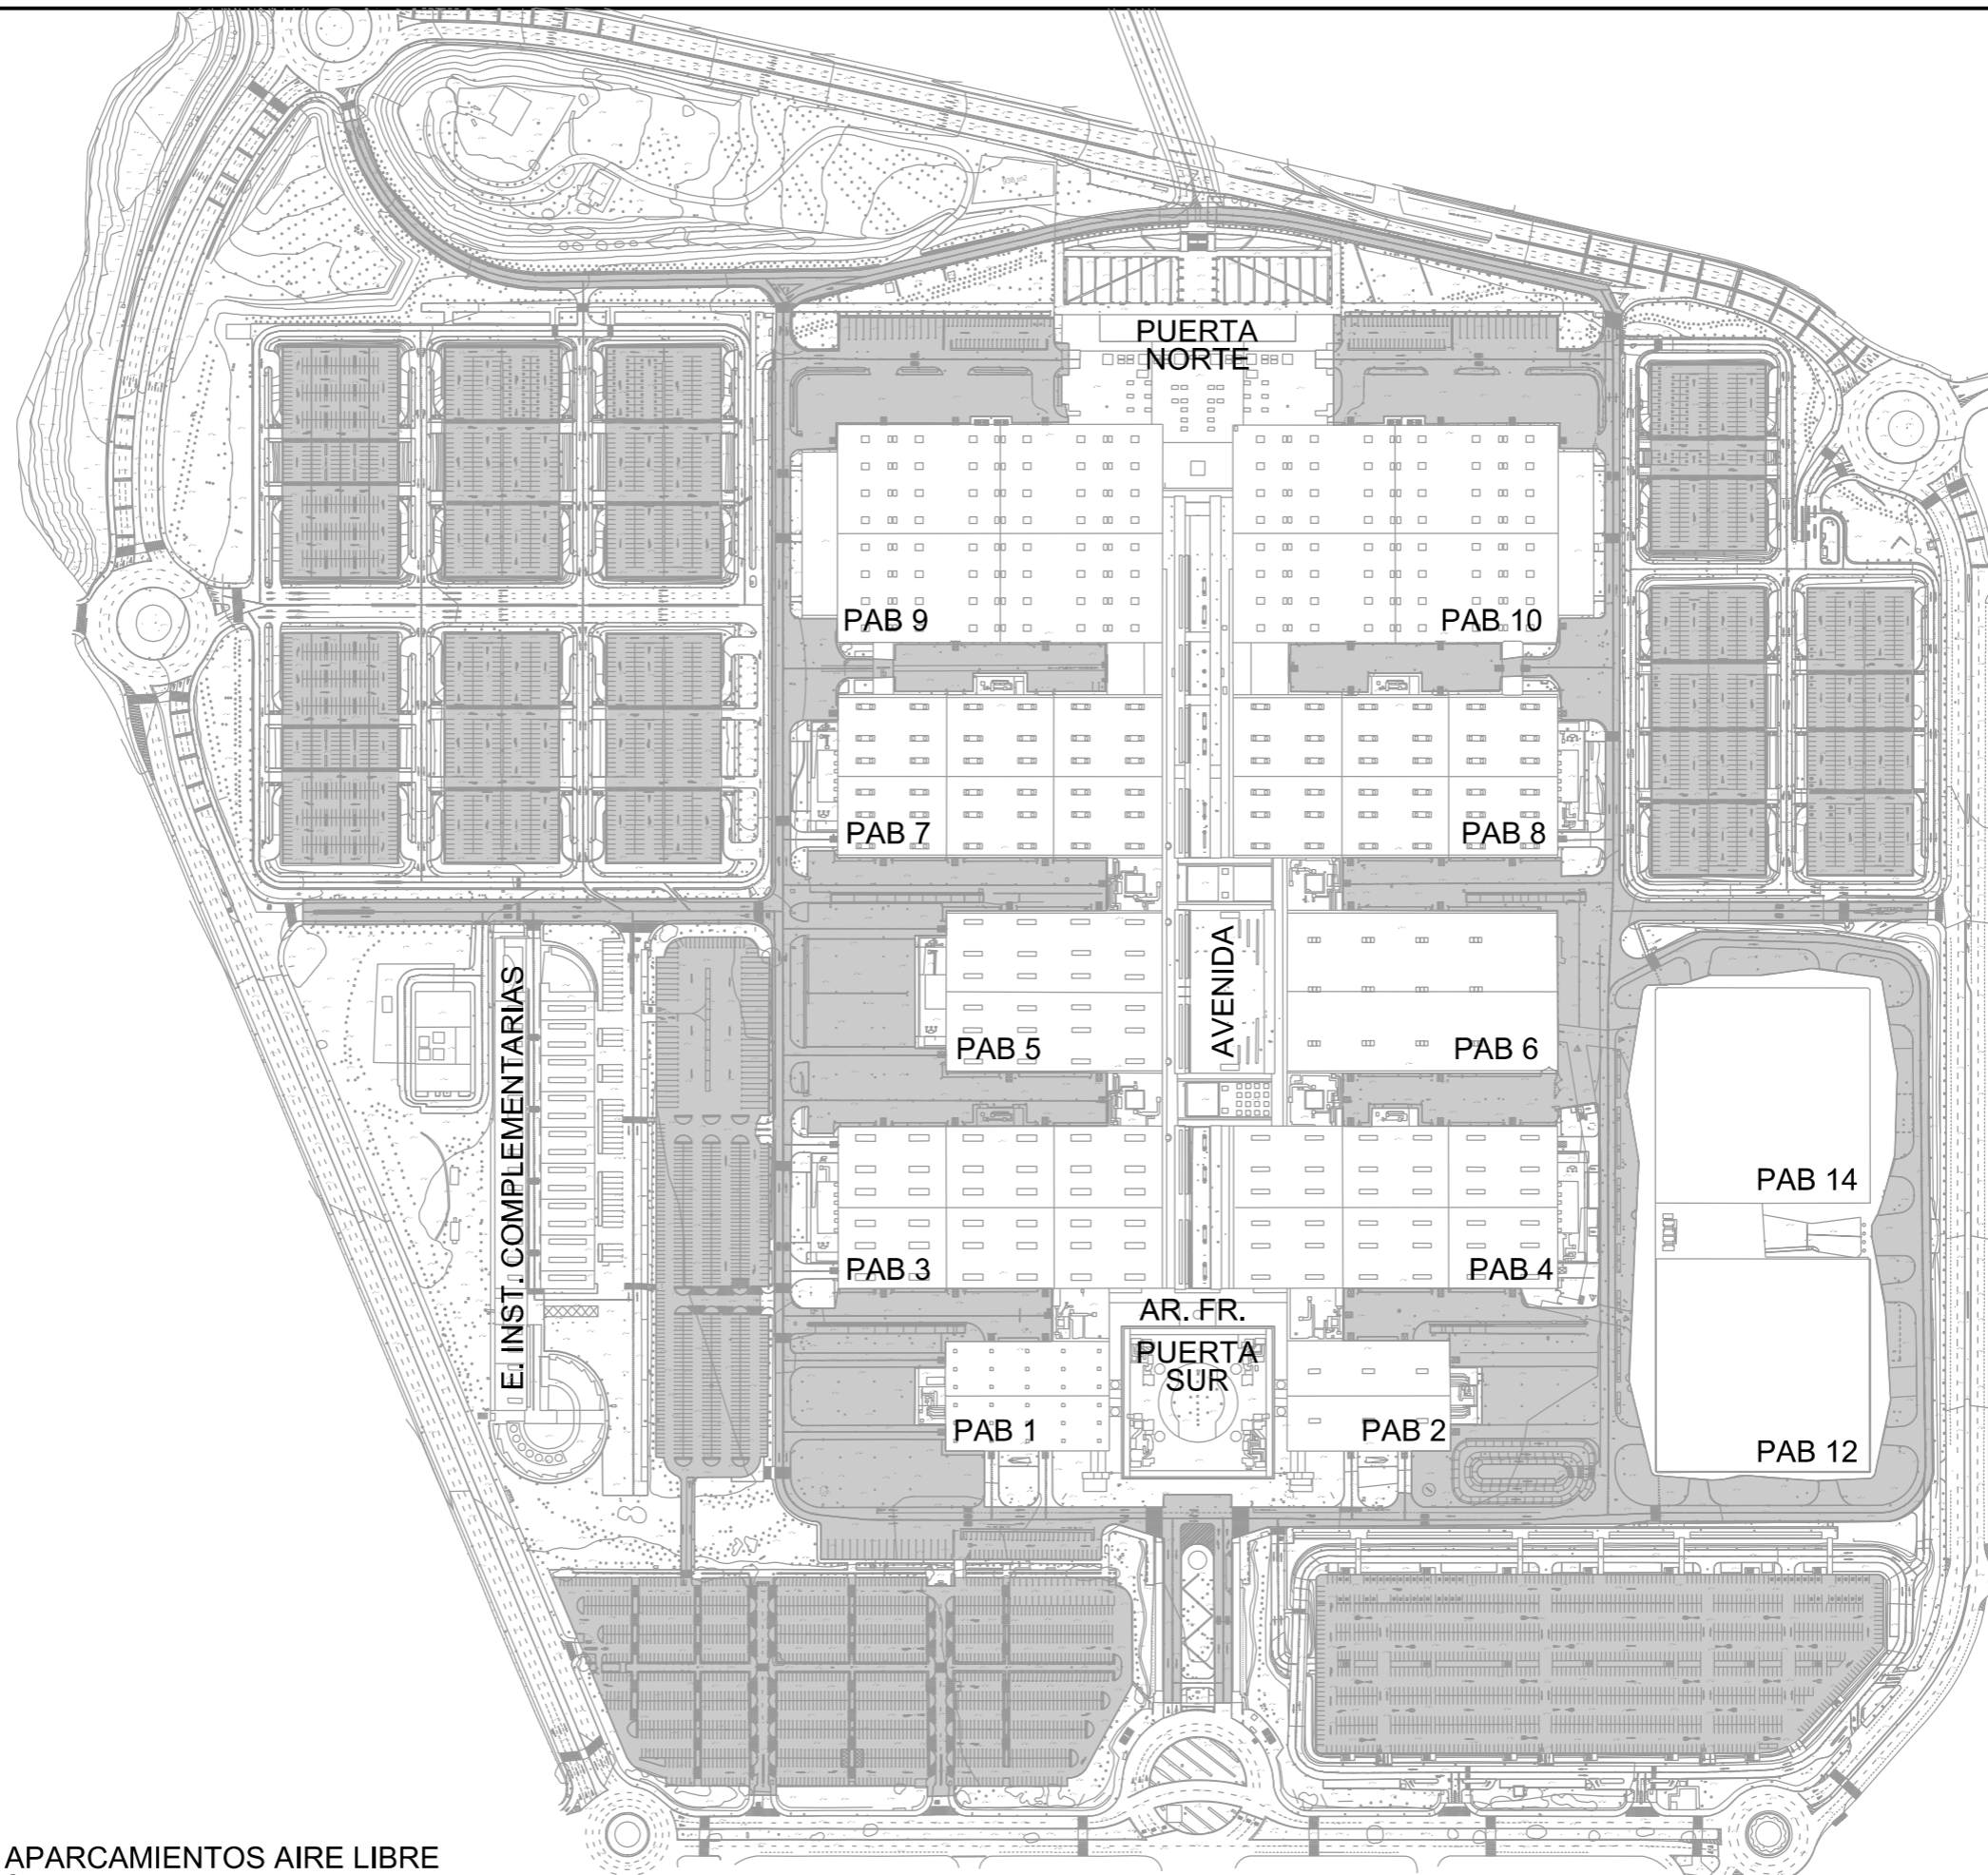 PUERTA
NORTE
PAB 9
PAB 10
PAB 7
PAB 8
AVENIDA
PAB 5
PAB 6
E. INST. COMPLEMENTARIAS
PAB 14
PAB 3
PAB 4
AR. FR.
PUERTA
SUR
PAB 1
PAB 2
PAB 12
APARCAMIENTOS AIRE LIBRE